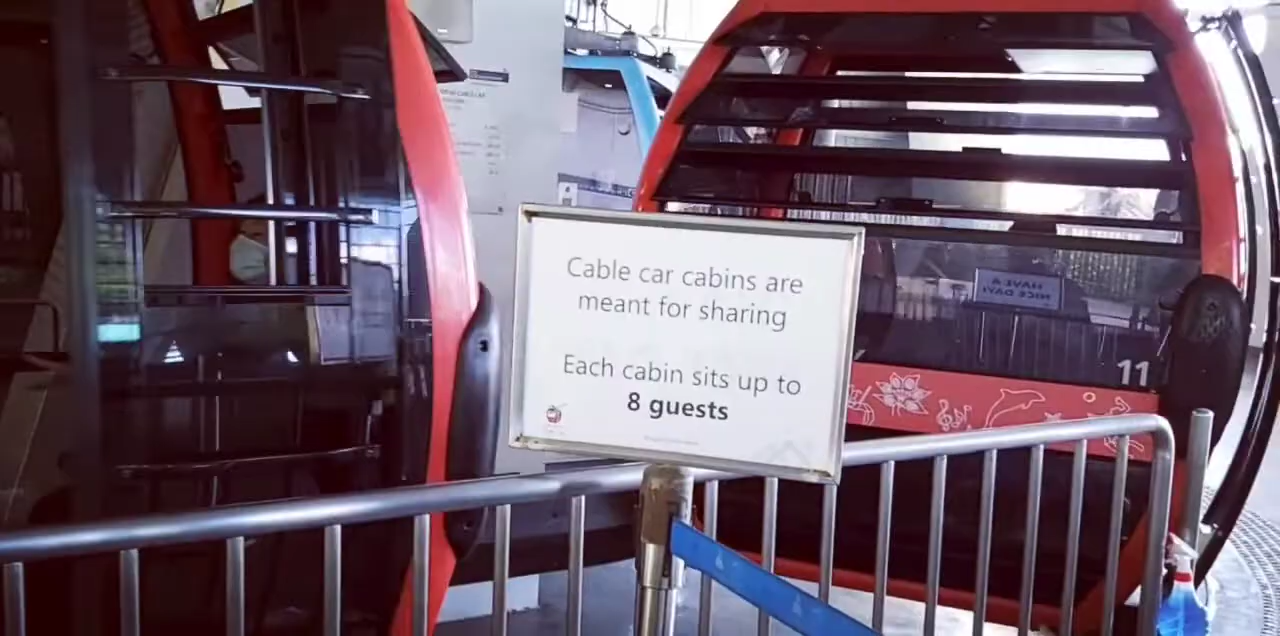 Cable car cabins are
meant for sharing
Each cabin sits up to
8 guests
HAVE A
NICE DAY!
11